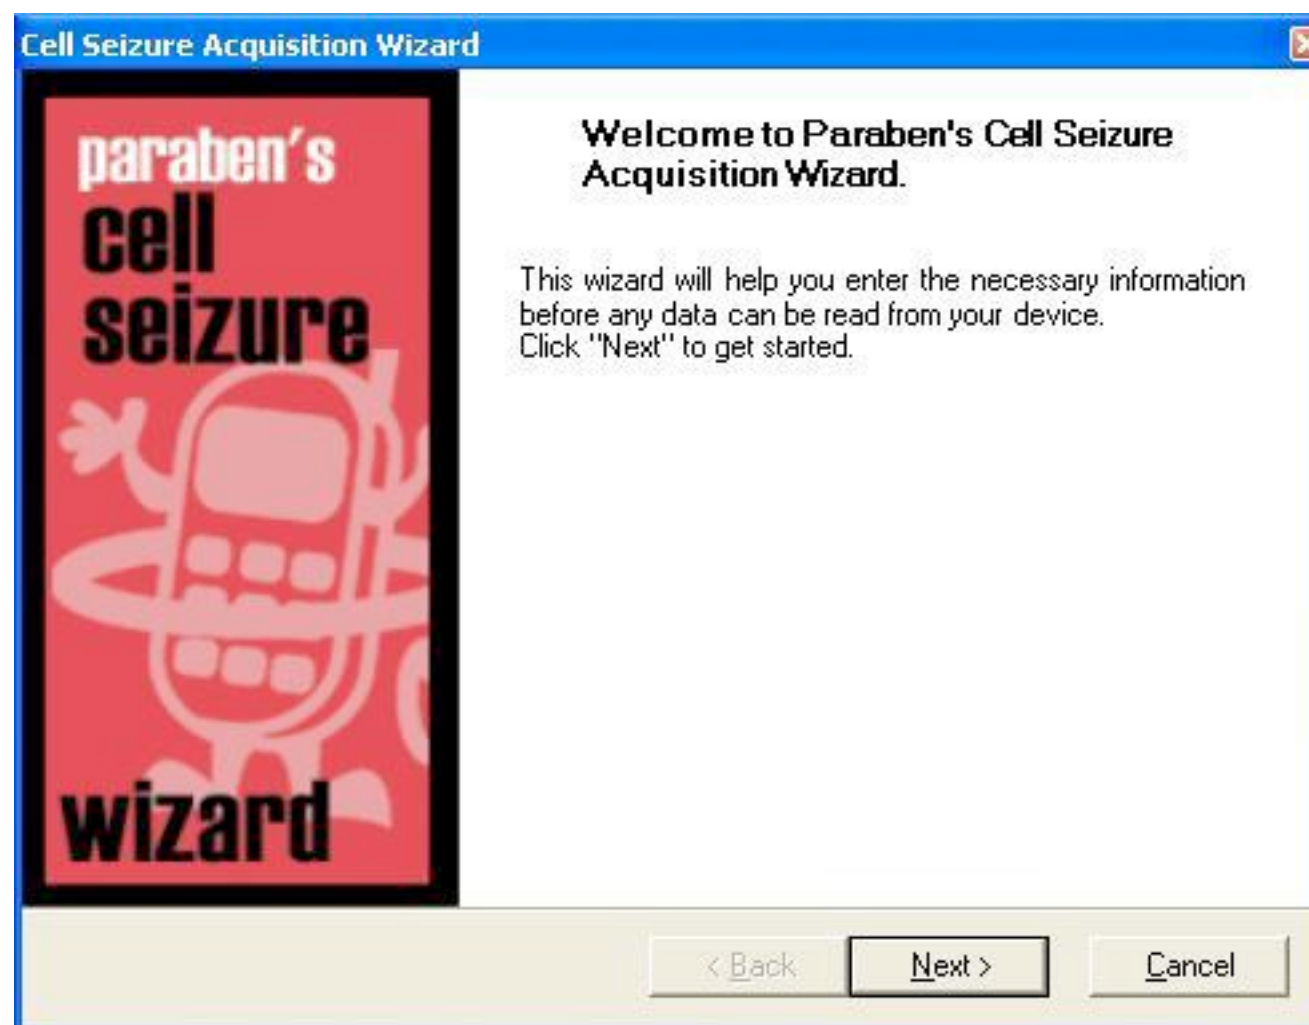 Cell Seizure Acquisition Wizard
paraben's
cell
seizure
wizard
Welcome to Paraben's Cell Seizure
Acquisition Wizard.
This wizard will help you enter the necessary information
before any data can be read from your device.
Click "Next" to get started.
< Back
Next >
Cancel